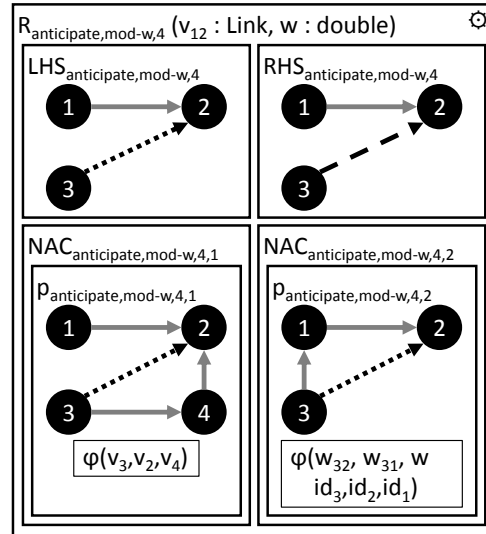 R_anticipate,mod-w,4 (v_12 : Link, w : double)
LHS_anticipate,mod-w,4
1 2
3
RHS_anticipate,mod-w,4
1 2
3
NAC_anticipate,mod-w,4,1
p_anticipate,mod-w,4,1
1 2
3 4
φ(v_3,v_2,v_4)
NAC_anticipate,mod-w,4,2
p_anticipate,mod-w,4,2
1 2
3
φ(w_32, w_31, w
id_3,id_2,id_1)